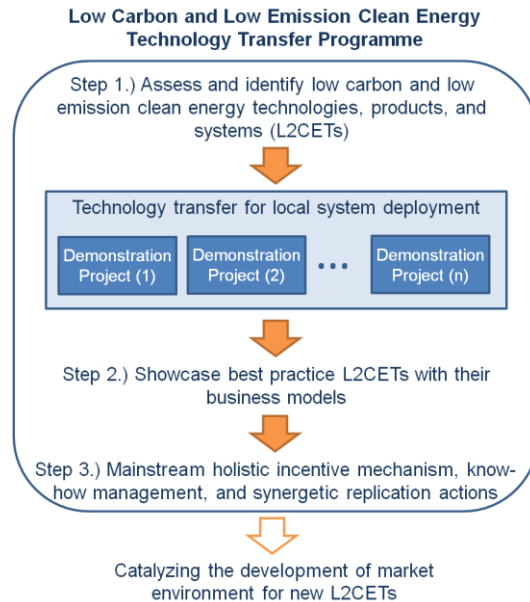 Low Carbon and Low Emission Clean Energy
Technology Transfer Programme
Step 1.) Assess and identify low carbon and low
emission clean energy technologies, products, and
systems (L2CETs)
Technology transfer for local system deployment
Demonstration
Project (1)
Demonstration
Project (2)
...
Demonstration
Project (n)
Step 2.) Showcase best practice L2CETs with their
business models
Step 3.) Mainstream holistic incentive mechanism, know-
how management, and synergetic replication actions
Catalyzing the development of market
environment for new L2CETs